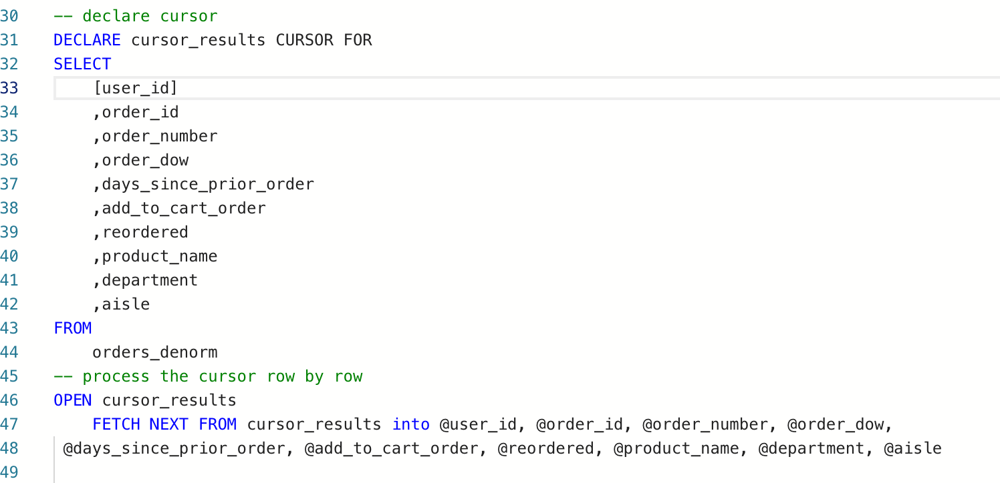 30 -- declare cursor
31 DECLARE cursor_results CURSOR FOR
32 SELECT
33 [user_id]
34 ,order_id
35 ,order_number
36 ,order_dow
37 ,days_since_prior_order
38 ,add_to_cart_order
39 ,reordered
40 ,product_name
41 ,department
42 ,aisle
43 FROM
44 orders_denorm
45 -- process the cursor row by row
46 OPEN cursor_results
47 FETCH NEXT FROM cursor_results into @user_id, @order_id, @order_number, @order_dow,
48 @days_since_prior_order, @add_to_cart_order, @reordered, @product_name, @department, @aisle
49